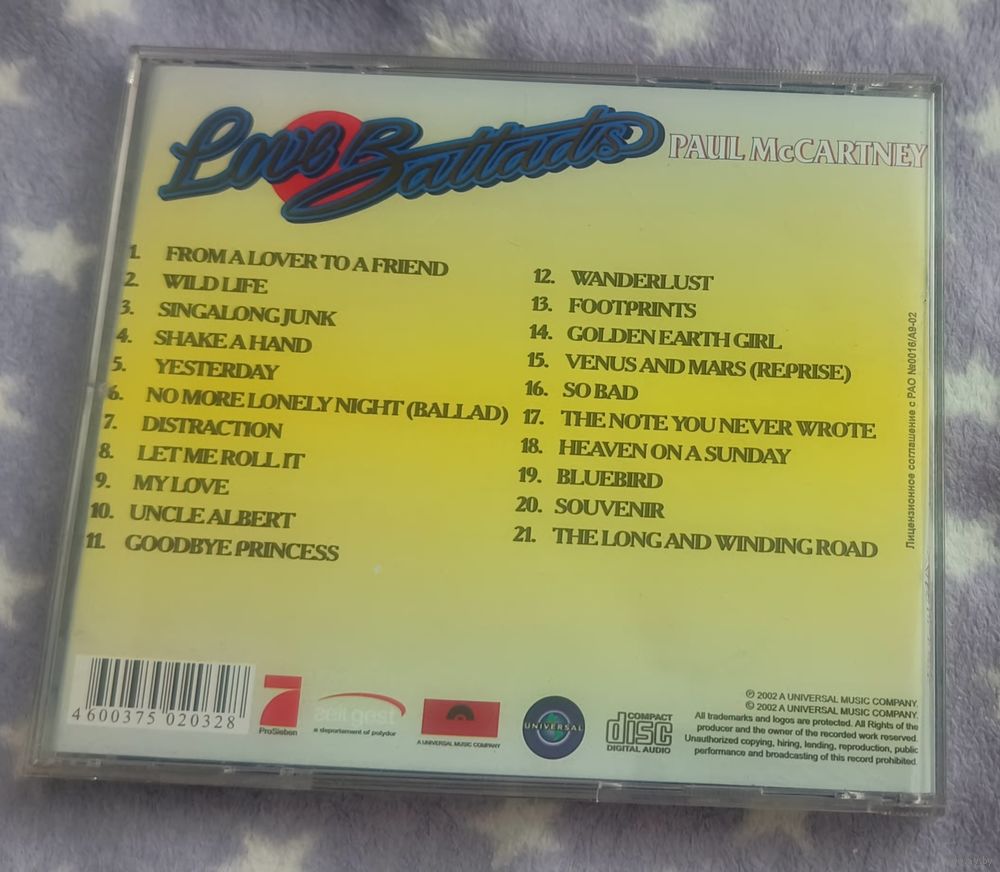 Love Ballads
PAUL McCARTNEY
1. FROM A LOVER TO A FRIEND
2. WILD LIFE
3. SINGALONG JUNK
4. SHAKE A HAND
5. YESTERDAY
6. NO MORE LONELY NIGHT (BALLAD)
7. DISTRACTION
8. LET ME ROLL IT
9. MY LOVE
10. UNCLE ALBERT
11. GOODBYE PRINCESS
12. WANDERLUST
13. FOOTPRINTS
14. GOLDEN EARTH GIRL
15. VENUS AND MARS (REPRISE)
16. SO BAD
17. THE NOTE YOU NEVER WROTE
18. HEAVEN ON A SUNDAY
19. BLUEBIRD
20. SOUVENIR
21. THE LONG AND WINDING ROAD
Лицензионное соглашение с РАО №0016/А9-02
4 600375 020328
7
ProSieben
zeit geist
a departament of polydor
A UNIVERSAL MUSIC COMPANY
UNIVERSAL
COMPACT
disc
DIGITAL AUDIO
℗ 2002 A UNIVERSAL MUSIC COMPANY.
© 2002 A UNIVERSAL MUSIC COMPANY.
All trademarks and logos are protected. All Rights of the
producer and the owner of the recorded work reserved.
Unauthorized copying, hiring, lending, reproduction, public
performance and broadcasting of this record prohibited.